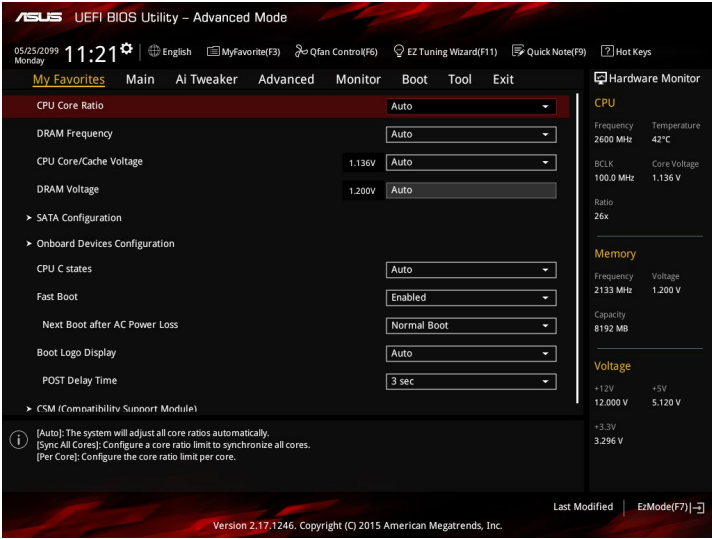 ASUS UEFI BIOS Utility – Advanced Mode
05/25/2099
Monday
11:21
English
MyFavorite(F3)
Qfan Control(F6)
EZ Tuning Wizard(F11)
Quick Note(F9)
? Hot Keys
My Favorites Main Ai Tweaker Advanced Monitor Boot Tool Exit
CPU Core Ratio Auto
DRAM Frequency Auto
CPU Core/Cache Voltage 1.136V Auto
DRAM Voltage 1.200V Auto
> SATA Configuration
> Onboard Devices Configuration
CPU C states Auto
Fast Boot Enabled
Next Boot after AC Power Loss Normal Boot
Boot Logo Display Auto
POST Delay Time 3 sec
> CSM (Compatibility Support Module)
[Auto]: The system will adjust all core ratios automatically.
[Sync All Cores]: Configure a core ratio limit to synchronize all cores.
[Per Core]: Configure the core ratio limit per core.
Hardware Monitor
CPU
Frequency Temperature
2600 MHz 42°C
BCLK Core Voltage
100.0 MHz 1.136 V
Ratio
26x
Memory
Frequency Voltage
2133 MHz 1.200 V
Capacity
8192 MB
Voltage
+12V +5V
12.000 V 5.120 V
+3.3V
3.296 V
Last Modified
EzMode(F7)
Version 2.17.1246. Copyright (C) 2015 American Megatrends, Inc.